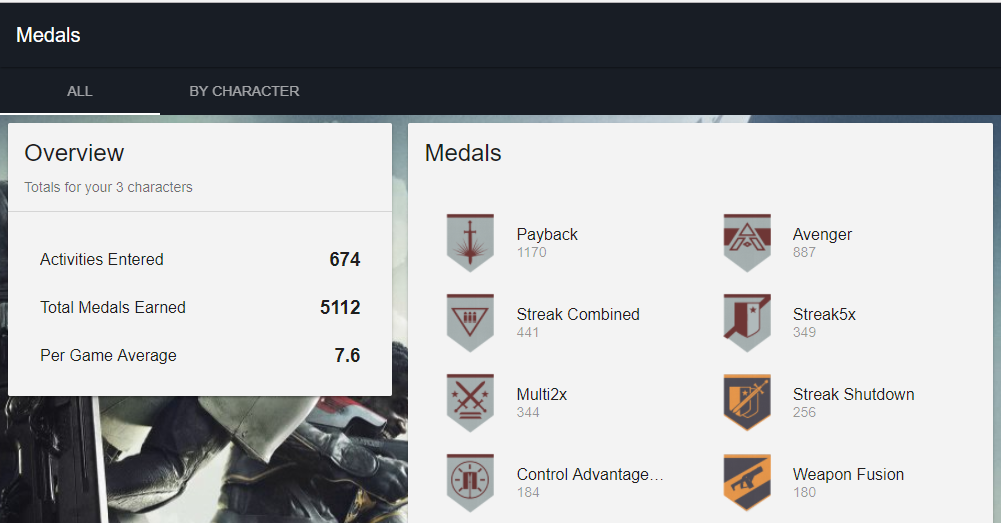 Medals
ALL
BY CHARACTER
Overview
Totals for your 3 characters
Activities Entered 674
Total Medals Earned 5112
Per Game Average 7.6
Medals
Payback
1170
Avenger
887
Streak Combined
441
Streak5x
349
Multi2x
344
Streak Shutdown
256
Control Advantage...
184
Weapon Fusion
180